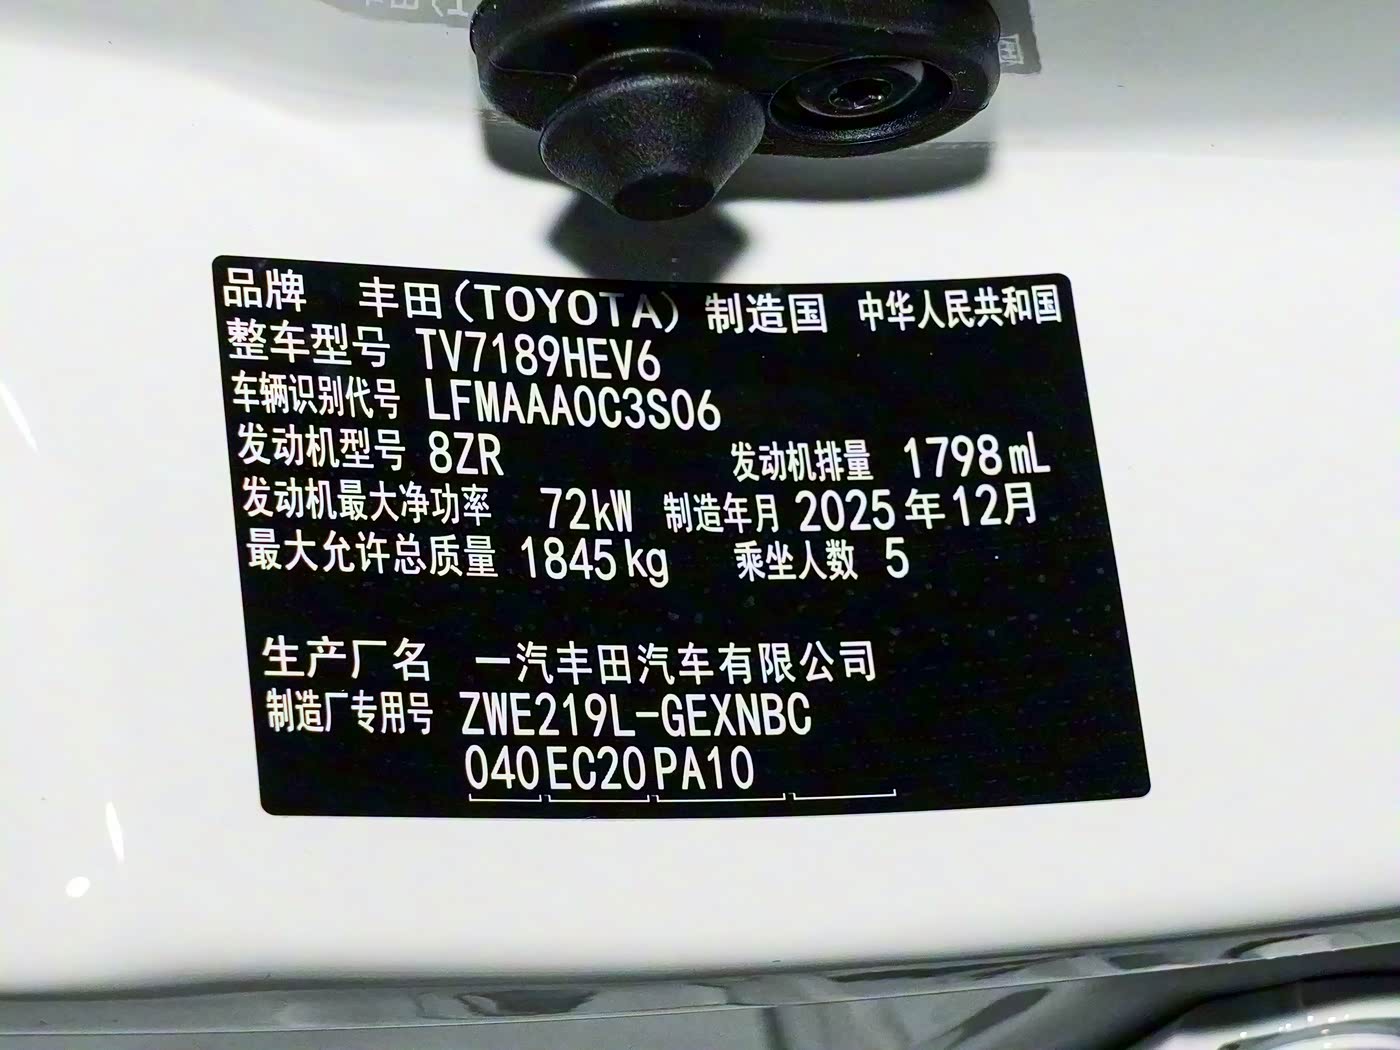 品牌 丰田(TOYOTA) 制造国 中华人民共和国
整车型号 TV7189HEV6
车辆识别代号 LFMAAA0C3S06
发动机型号 8ZR 发动机排量 1798mL
发动机最大净功率 72kW 制造年月 2025年12月
最大允许总质量 1845kg 乘坐人数 5
生产厂名 一汽丰田汽车有限公司
制造厂专用号 ZWE219L-GEXNBC
040EC20PA10